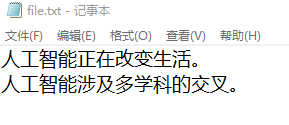 file.txt - 记事本
文件(F) 编辑(E) 格式(O) 查看(V) 帮助(H)
人工智能正在改变生活。
人工智能涉及多学科的交叉。